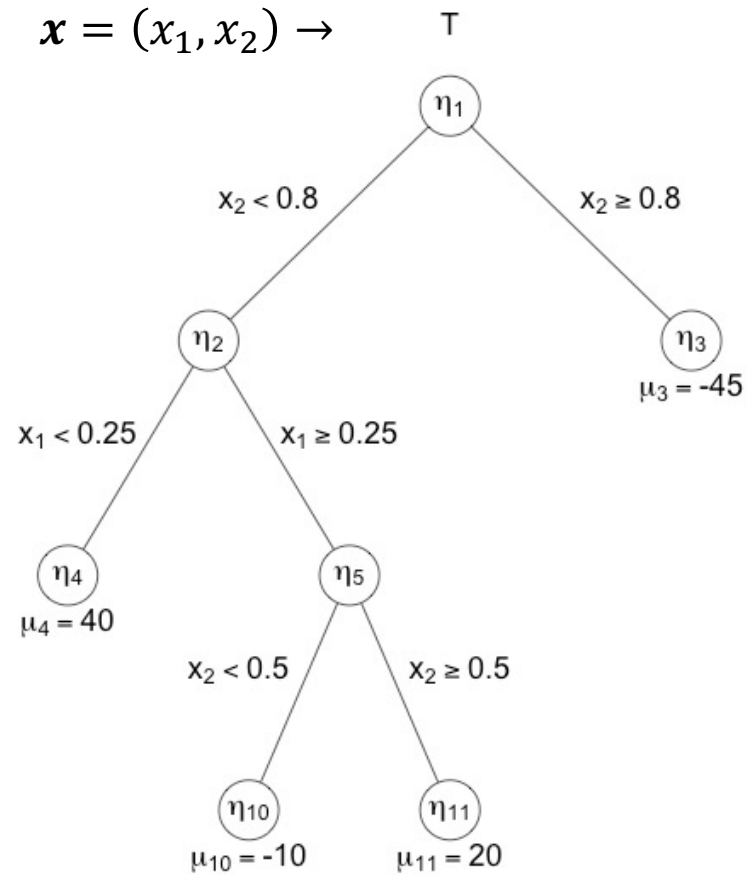 x = (x₁, x₂) →
T
η₁
x₂ < 0.8
x₂ ≥ 0.8
η₂
η₃
μ₃ = -45
x₁ < 0.25
x₁ ≥ 0.25
η₄
μ₄ = 40
η₅
x₂ < 0.5
x₂ ≥ 0.5
η₁₀
η₁₁
μ₁₀ = -10
μ₁₁ = 20